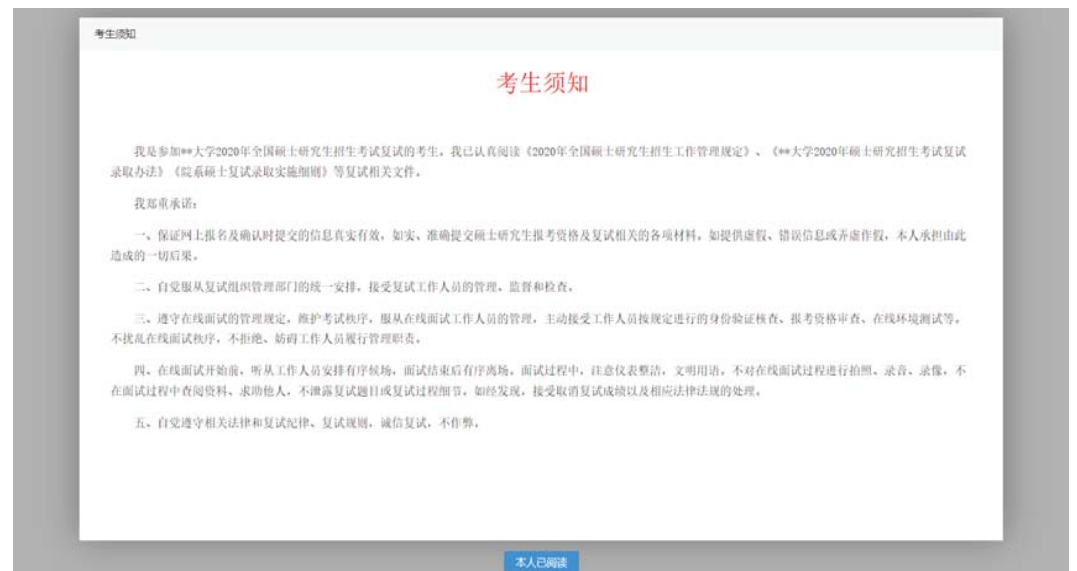 考生须知
考生须知
我是参加**大学2020年全国硕士研究生招生考试复试的考生，我已认真阅读《2020年全国硕士研究生招生工作管理规定》、《**大学2020年硕士研究招生考试复试
录取办法》《院系硕士复试录取实施细则》等复试相关文件。
我郑重承诺：
一、保证网上报名及确认时提交的信息真实有效，如实、准确提交硕士研究生报考资格及复试相关的各项材料。如提供虚假、错误信息或弄虚作假，本人承担由此
造成的一切后果。
二、自觉服从复试组织管理部门的统一安排，接受复试工作人员的管理、监督和检查。
三、遵守在线面试的管理规定，维护考试秩序，服从在线面试工作人员的管理，主动接受工作人员按规定进行的身份验证核查、报考资格审查、在线环境测试等。
不扰乱在线面试秩序，不拒绝、妨碍工作人员履行管理职责。
四、在线面试开始前，听从工作人员安排有序候场，面试结束后有序离场。面试过程中，注意仪表整洁，文明用语。不对在线面试过程进行拍照、录音、录像，不
在面试过程中查阅资料、求助他人，不泄露复试题目或复试过程细节。如经发现，接受取消复试成绩以及相应法律法规的处理。
五、自觉遵守相关法律和复试纪律、复试规则，诚信复试，不作弊。
本人已阅读